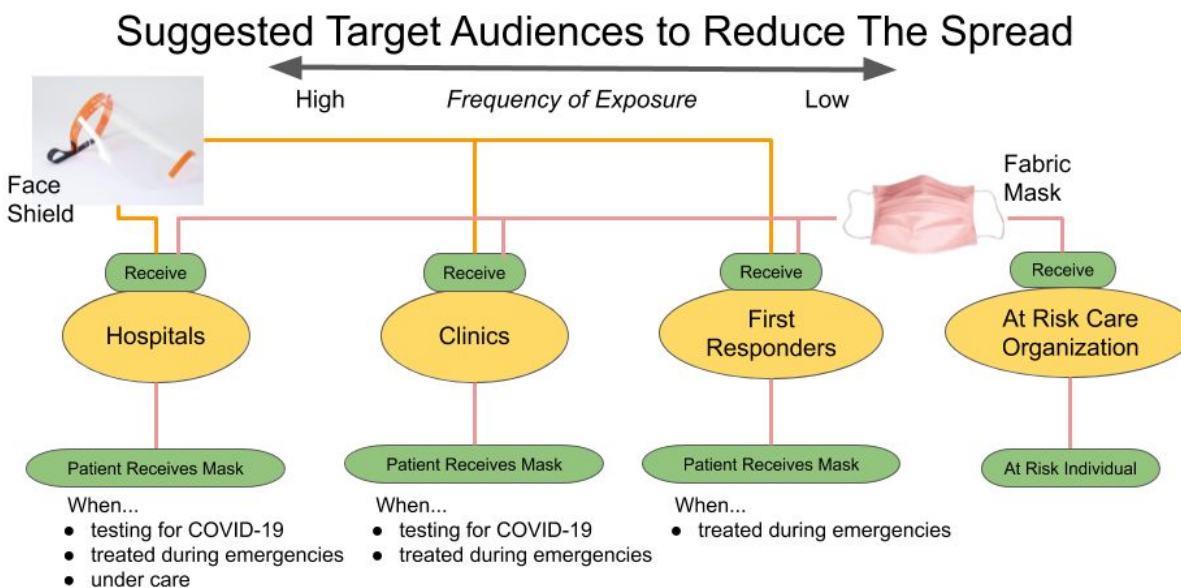 Suggested Target Audiences to Reduce The Spread
High
Frequency of Exposure
Low
Face
Shield
Fabric
Mask
Receive
Receive
Receive
Receive
Hospitals
Clinics
First
Responders
At Risk Care
Organization
Patient Receives Mask
Patient Receives Mask
Patient Receives Mask
At Risk Individual
When...
● testing for COVID-19
● treated during emergencies
● under care
When...
● testing for COVID-19
● treated during emergencies
When...
● treated during emergencies